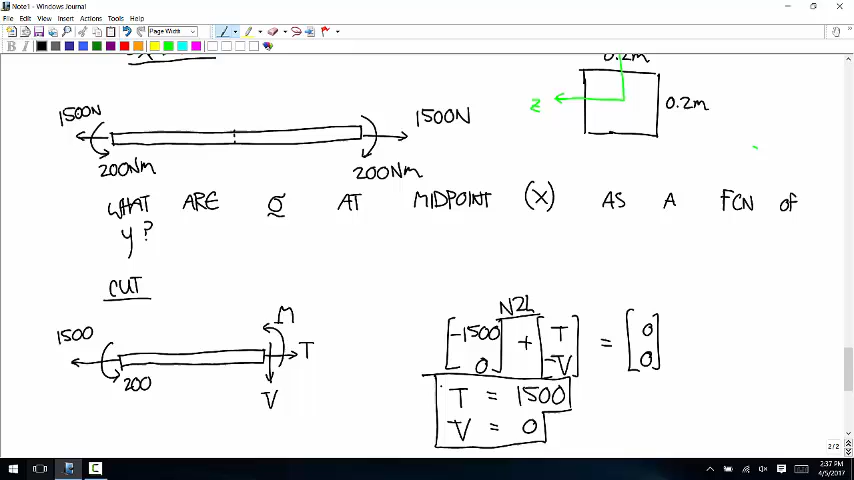 Note1 - Windows Journal
File Edit View Insert Actions Tools Help
Page Width
B I
0.2m
1500N 1500N
z 0.2m
200Nm 200Nm
WHAT ARE σ AT MIDPOINT (X) AS A FCN OF
y?
CUT
N2L
M
1500 T
200
V
[-1500 0] + [T -V] = [0 0]
T = 1500
V = 0
2/2
2:37 PM
4/5/2017